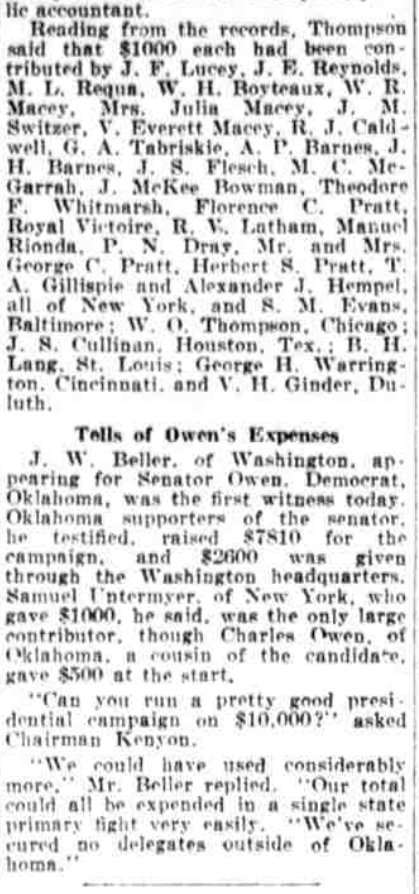 lic accountant.
Reading from the records, Thompson
said that $1000 each had been con-
tributed by J. F. Lucey, J. E. Reynolds,
M. L. Requa, W. H. Boyteaux, W. R.
Macey, Mrs. Julia Macey, J. M.
Switzer, V. Everett Macey, R. J. Cald-
well, G. A. Tabriskie, A. P. Barnes, J.
H. Barnes, J. S. Flesch, M. C. Mc-
Garrah, J. McKee Bowman, Theodore
F. Whitmarsh, Florence C. Pratt,
Royal Victoire, R. V. Latham, Manuel
Rionda, P. N. Dray, Mr. and Mrs.
George C. Pratt, Herbert S. Pratt, T.
A. Gillispie and Alexander J. Hempel,
all of New York, and S. M. Evans,
Baltimore; W. O. Thompson, Chicago;
J. S. Cullinan, Houston, Tex.; B. H.
Lang, St. Louis; George H. Warring-
ton, Cincinnati, and V. H. Ginder, Du-
luth.
Tells of Owen's Expenses
J. W. Beller, of Washington, ap-
pearing for Senator Owen, Democrat,
Oklahoma, was the first witness today.
Oklahoma supporters of the senator,
he testified, raised $7810 for the
campaign, and $2600 was given
through the Washington headquarters.
Samuel Untermyer, of New York, who
gave $1000, he said, was the only large
contributor, though Charles Owen, of
Oklahoma, a cousin of the candidate,
gave $500 at the start.
"Can you run a pretty good presi-
dential campaign on $10,000?" asked
Chairman Kenyon.
"We could have used considerably
more," Mr. Beller replied. "Our total
could all be expended in a single state
primary fight very easily. "We've se-
cured no delegates outside of Okla-
homa."